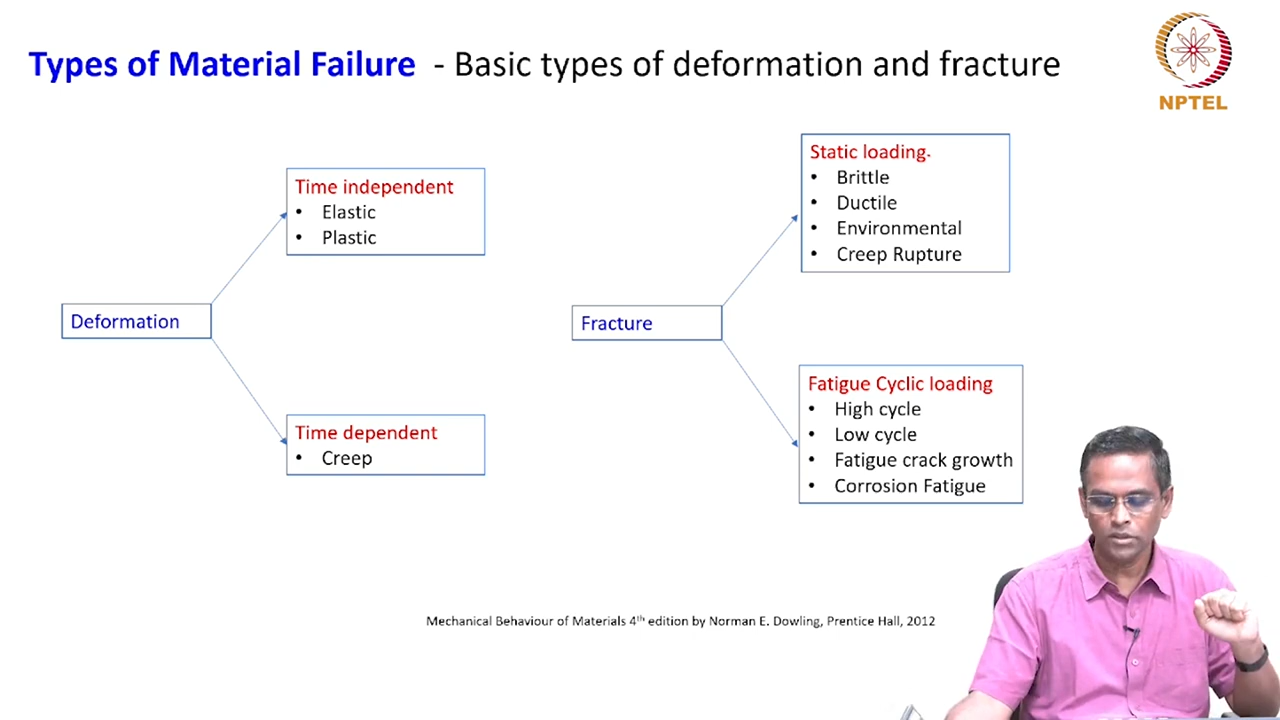 Types of Material Failure - Basic types of deformation and fracture
NPTEL
Time independent
• Elastic
• Plastic
Deformation
Time dependent
• Creep
Static loading.
• Brittle
• Ductile
• Environmental
• Creep Rupture
Fracture
Fatigue Cyclic loading
• High cycle
• Low cycle
• Fatigue crack growth
• Corrosion Fatigue
Mechanical Behaviour of Materials 4th edition by Norman E. Dowling, Prentice Hall, 2012